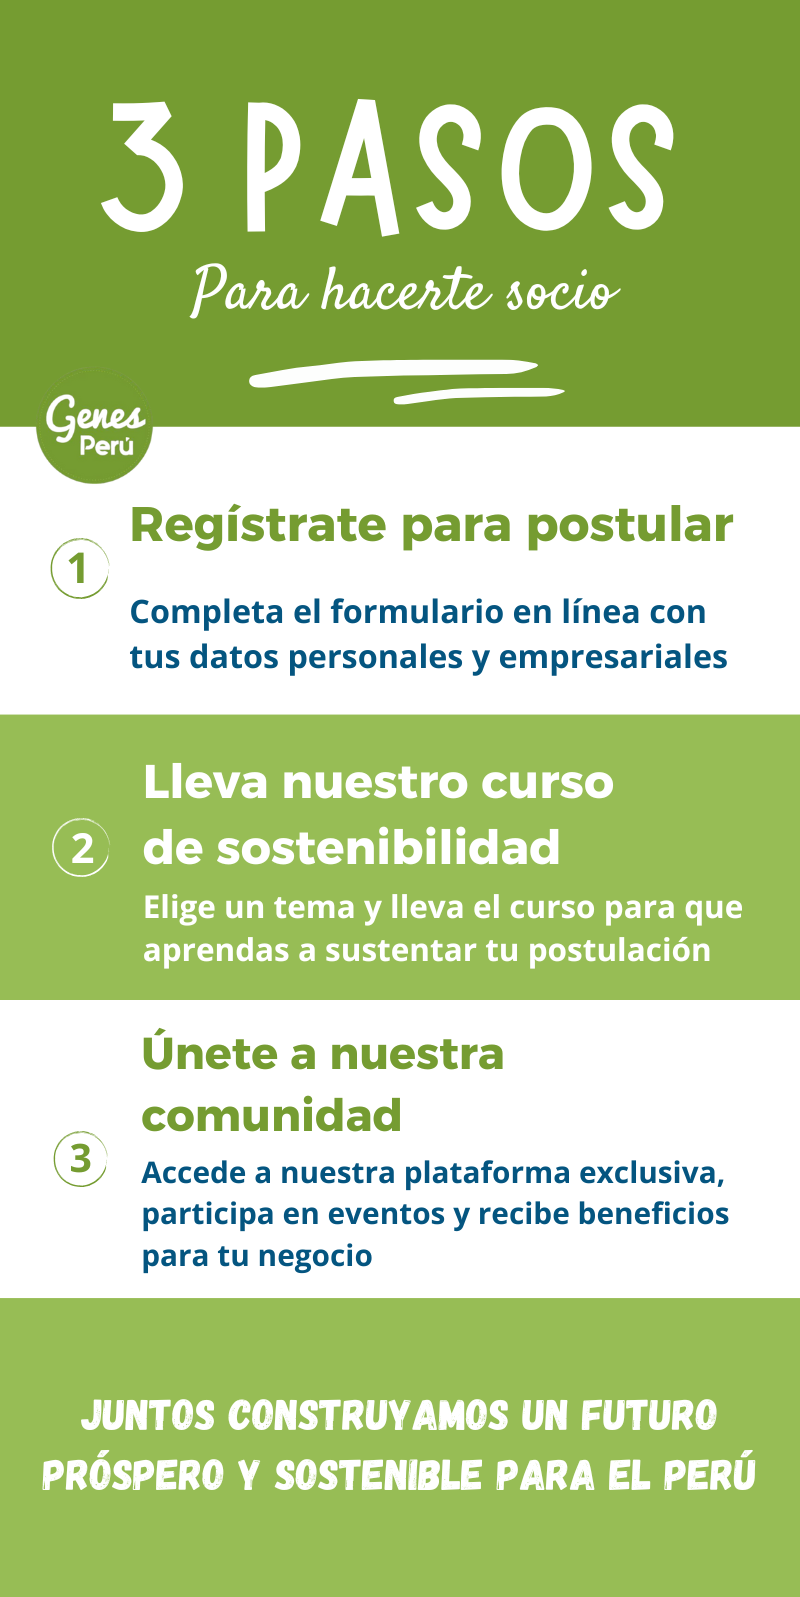 3 PASOS
Para hacerte socio
Genes
Perú
1
Regístrate para postular
Completa el formulario en línea con
tus datos personales y empresariales
2
Lleva nuestro curso
de sostenibilidad
Elige un tema y lleva el curso para que
aprendas a sustentar tu postulación
3
Únete a nuestra
comunidad
Accede a nuestra plataforma exclusiva,
participa en eventos y recibe beneficios
para tu negocio
JUNTOS CONSTRUYAMOS UN FUTURO
PRÓSPERO Y SOSTENIBLE PARA EL PERÚ